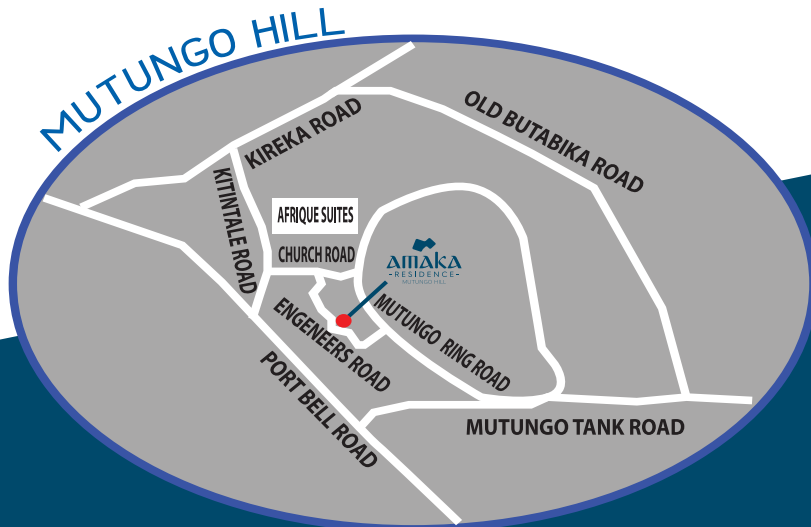 MUTUNGO HILL
KIREKA ROAD
OLD BUTABIKA ROAD
KITINTALE ROAD
AFRIQUE SUITES
CHURCH ROAD
AMAKA
-RESIDENCE-
MUTUNGO HILL
MUTUNGO RING ROAD
ENGENEERS ROAD
PORT BELL ROAD
MUTUNGO TANK ROAD